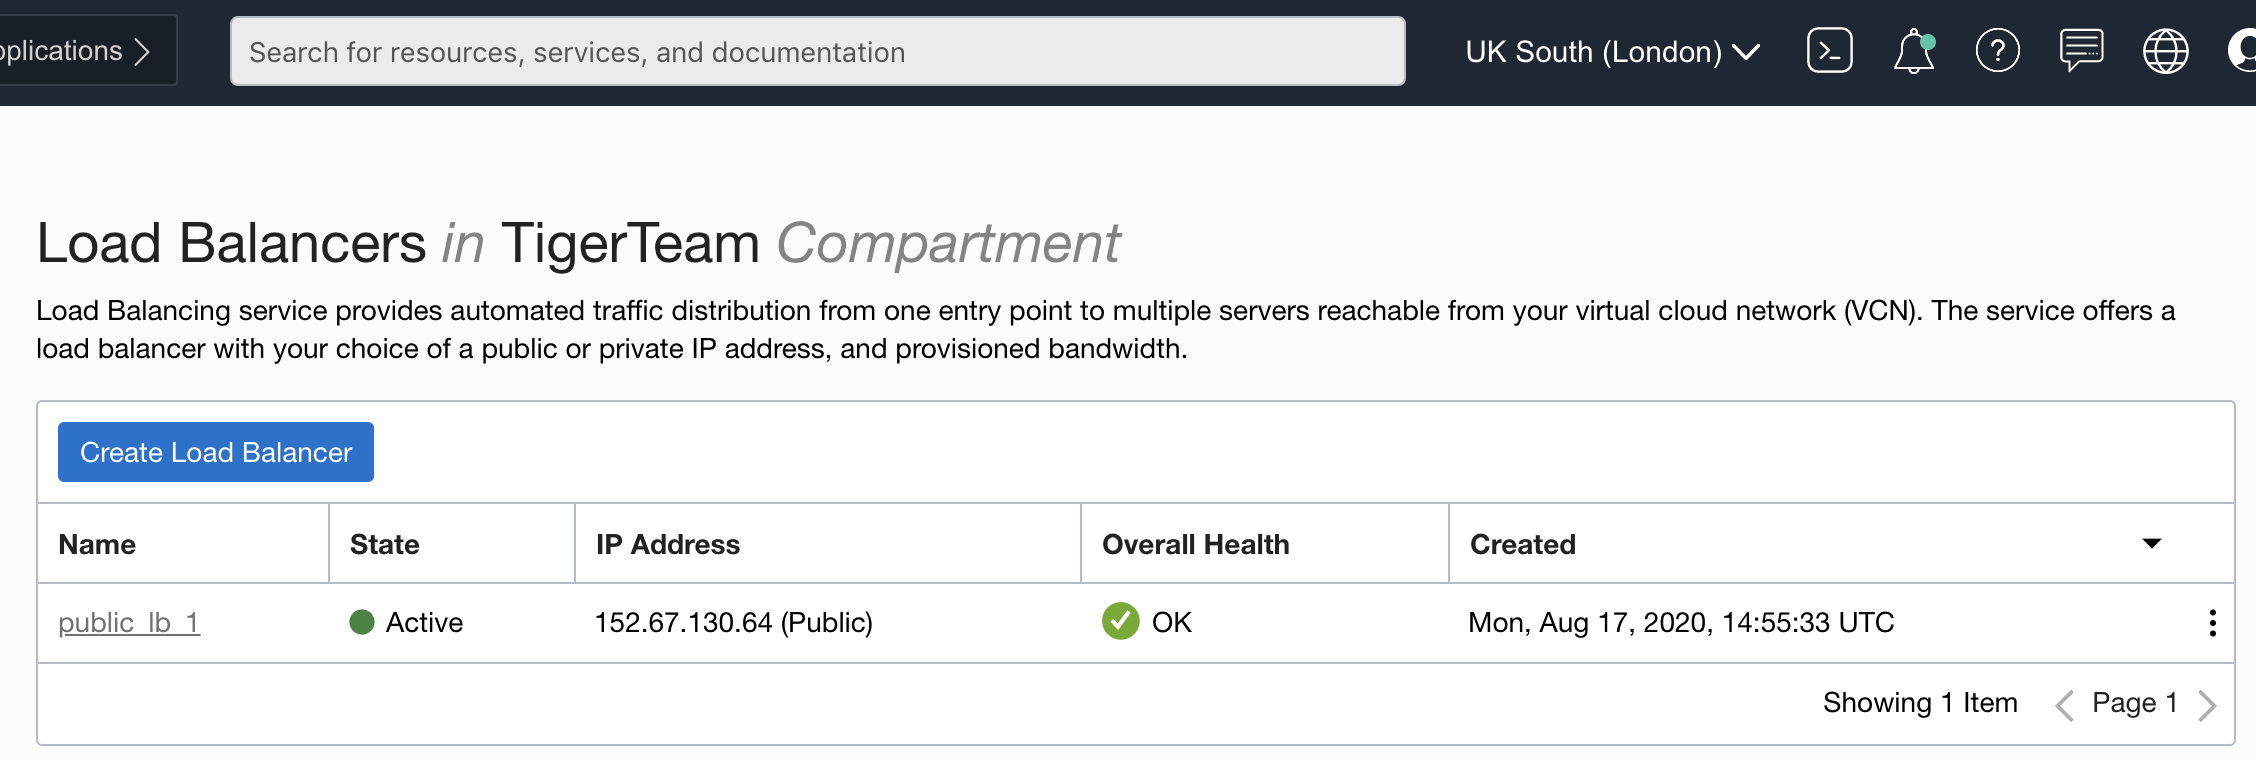 Search for resources, services, and documentation
UK South (London)
Load Balancers in TigerTeam Compartment
Load Balancing service provides automated traffic distribution from one entry point to multiple servers reachable from your virtual cloud network (VCN). The service offers a
load balancer with your choice of a public or private IP address, and provisioned bandwidth.
Create Load Balancer
Name State IP Address Overall Health Created
public_lb_1 Active 152.67.130.64 (Public) OK Mon, Aug 17, 2020, 14:55:33 UTC
Showing 1 Item Page 1